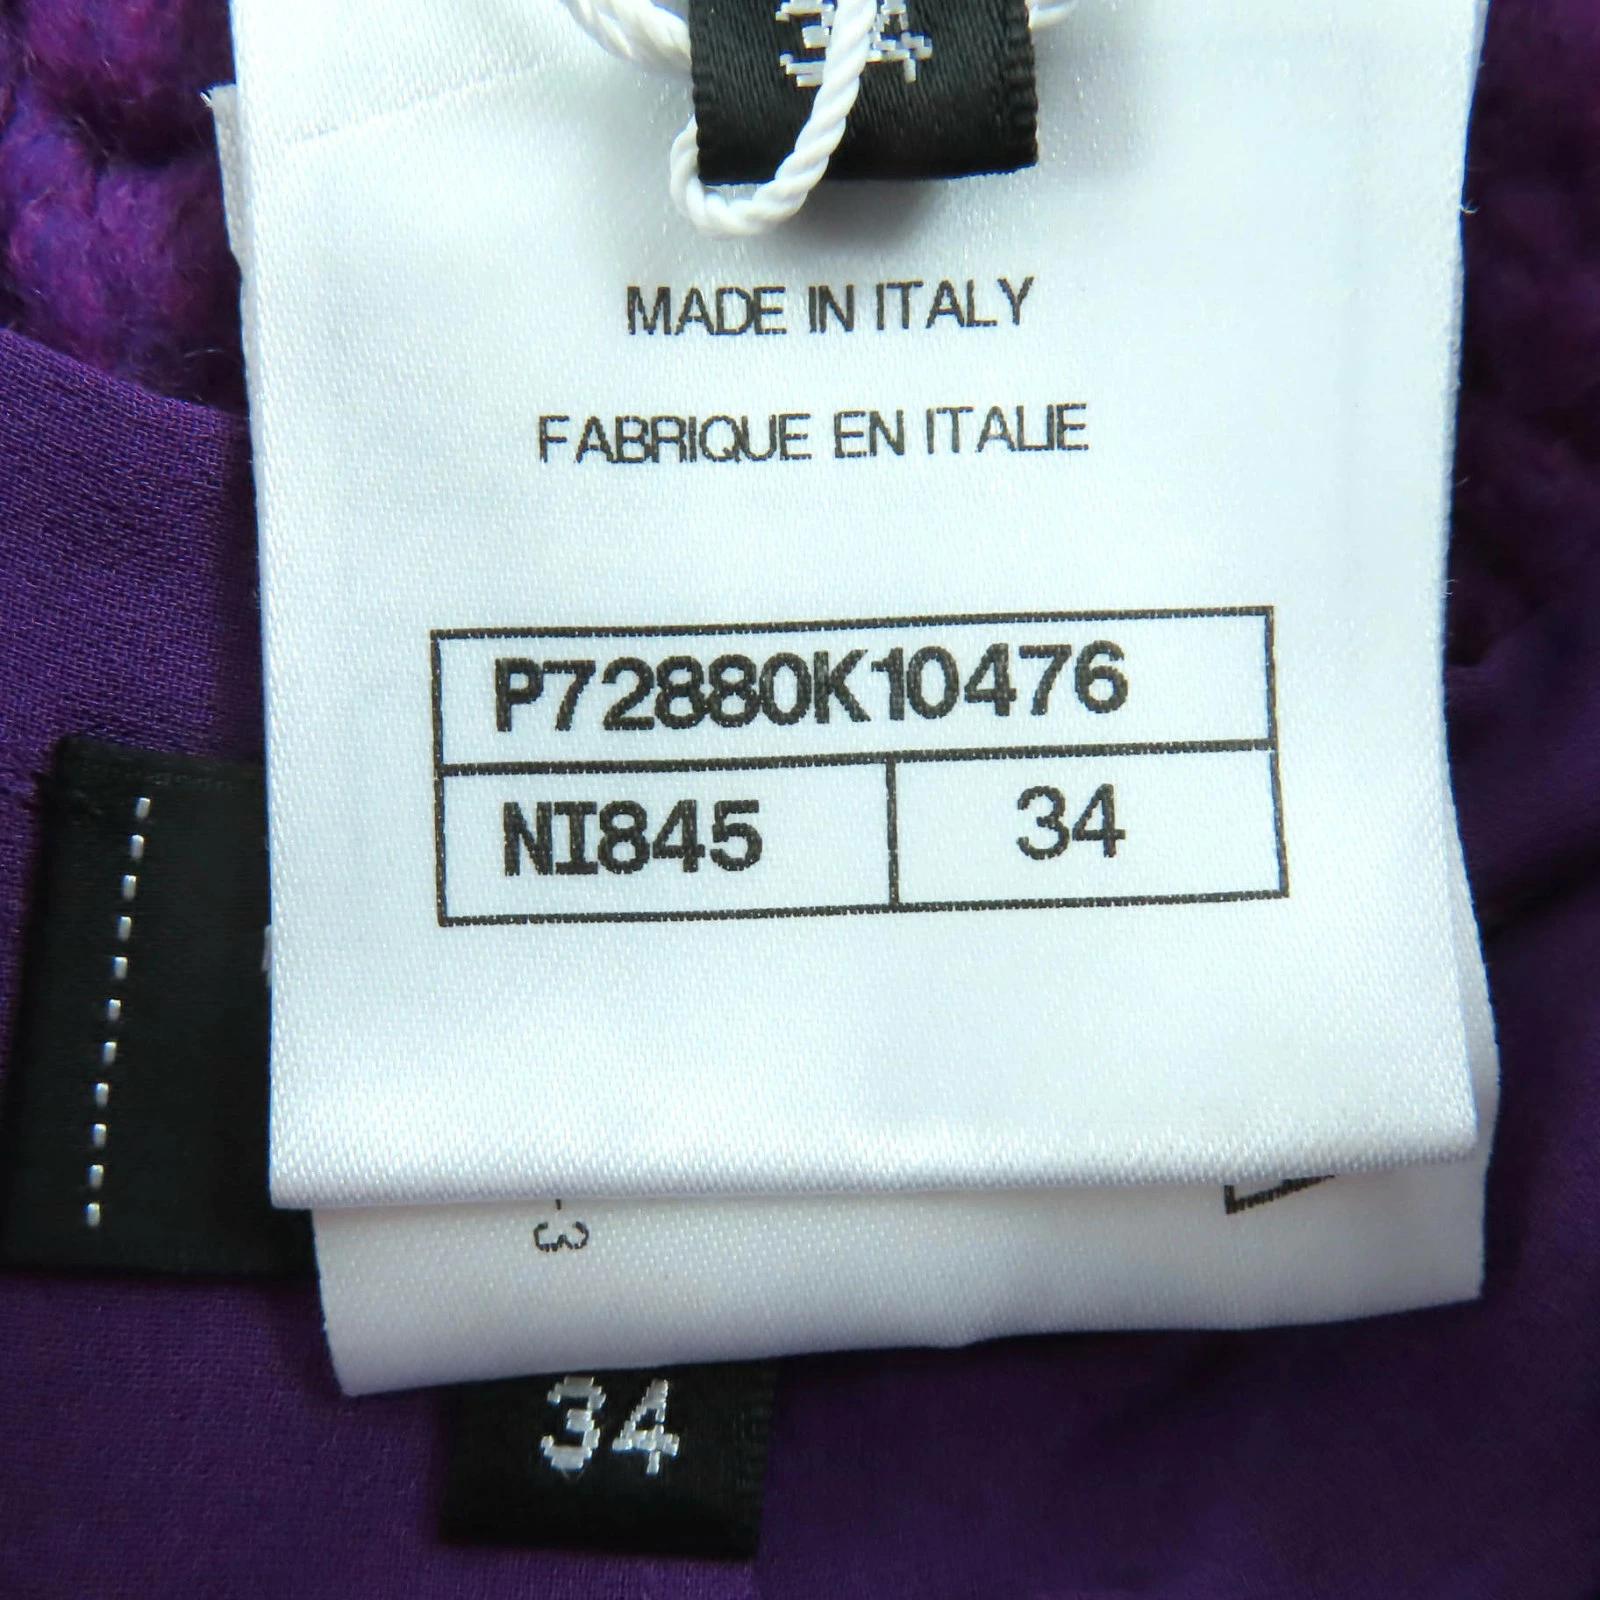 34
MADE IN ITALY
FABRIQUE EN ITALIE
P72880K10476
NI845 34
34